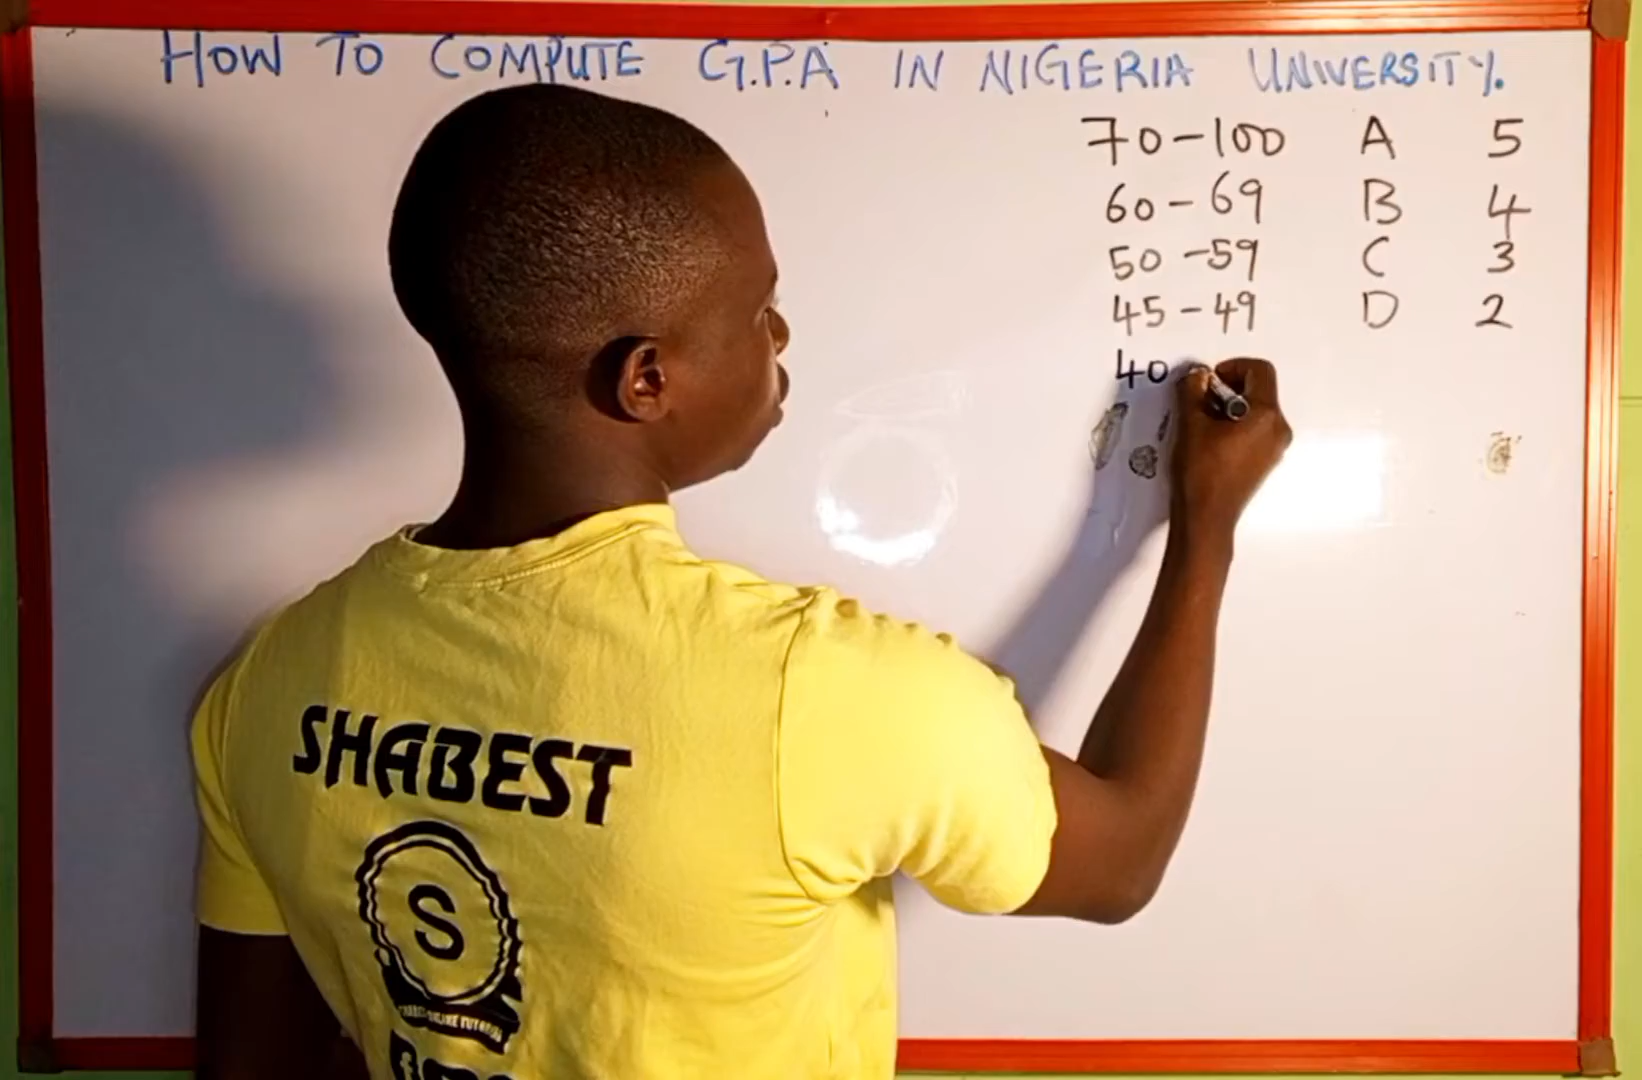 HOW TO COMPUTE G.P.A IN NIGERIA UNIVERSITY.
70-100 A 5
60-69 B 4
50-59 C 3
45-49 D 2
40
SHABEST
S